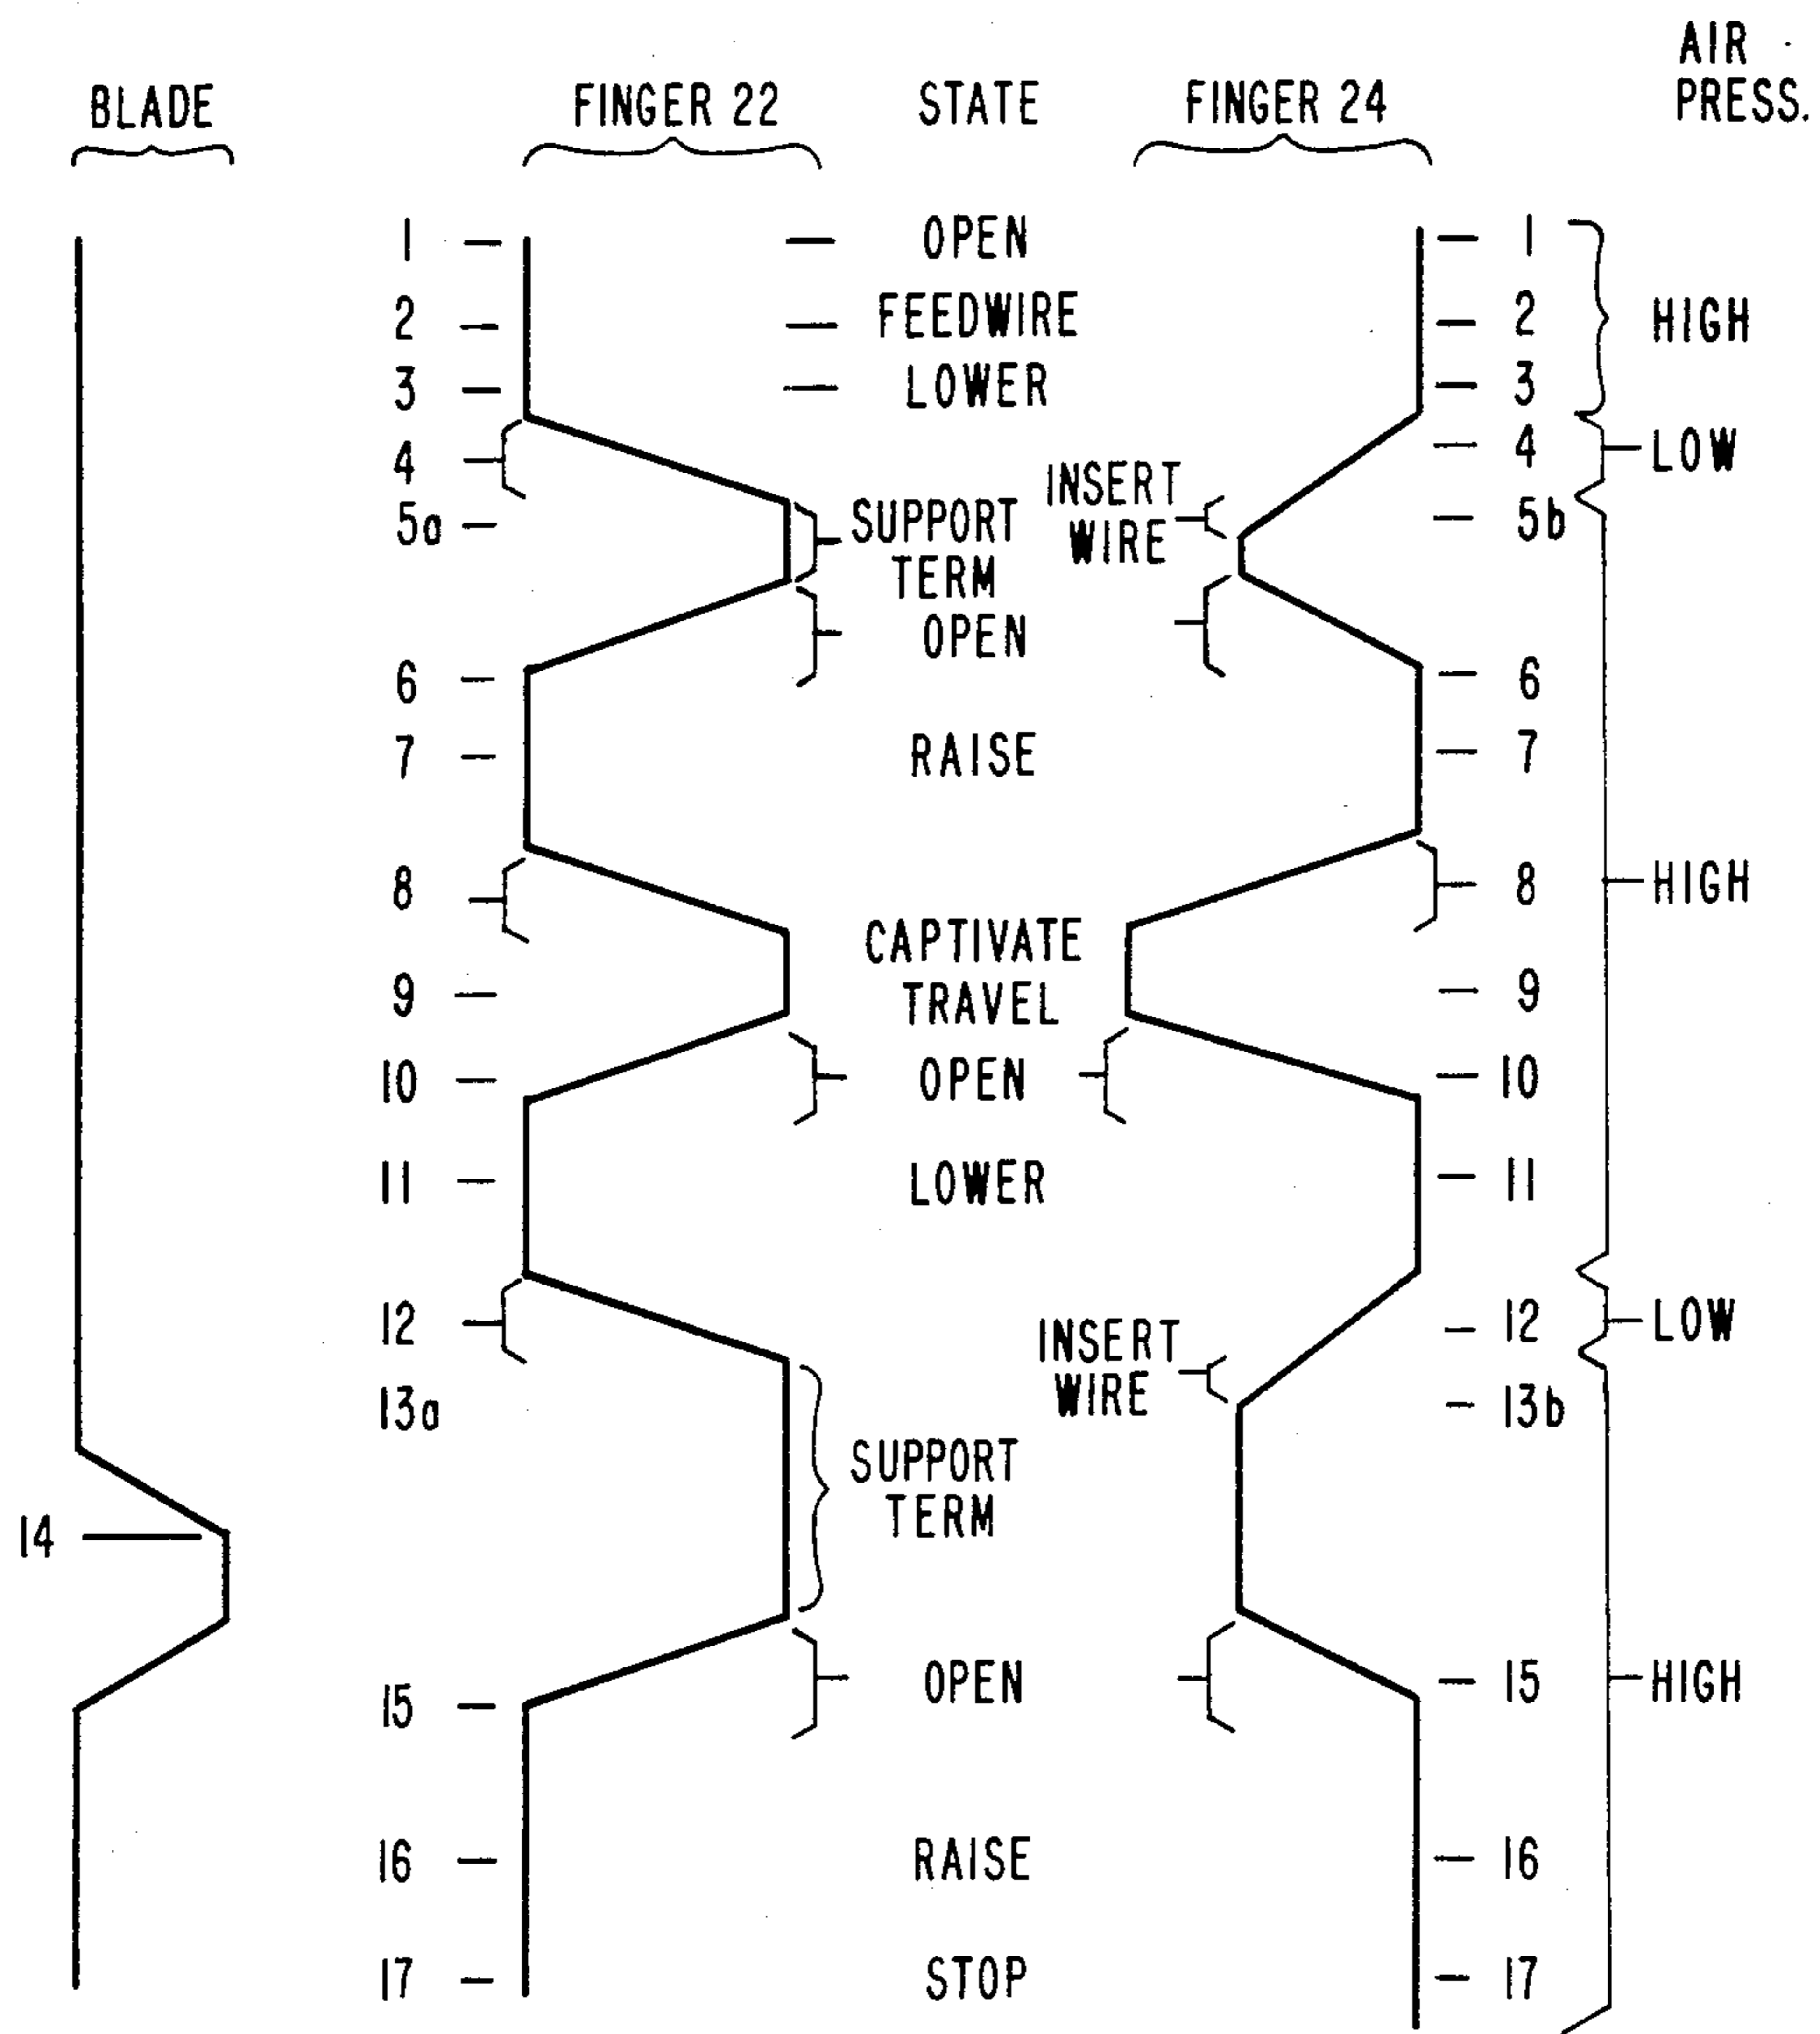 AIR
PRESS.
BLADE
FINGER 22
STATE
FINGER 24
1 OPEN 1
2 FEEDWIRE 2 HIGH
3 LOWER 3
4 4 LOW
INSERT
WIRE
5a SUPPORT
TERM
5b
OPEN
6 6
7 RAISE 7
8 8 HIGH
CAPTIVATE
9 TRAVEL 9
10 OPEN 10
11 LOWER 11
12 12 LOW
INSERT
WIRE
13a 13b
SUPPORT
TERM
14
15 OPEN 15 HIGH
16 RAISE 16
17 STOP 17